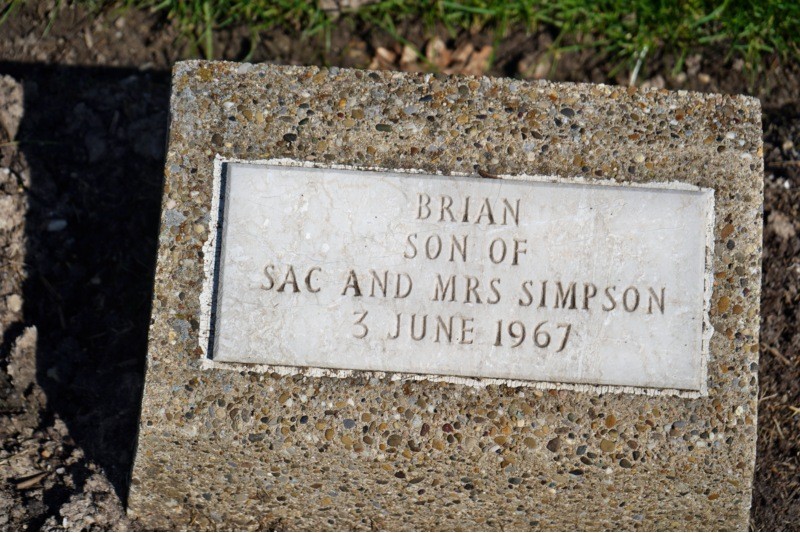 BRIAN
SON OF
SAC AND MRS SIMPSON
3 JUNE 1967